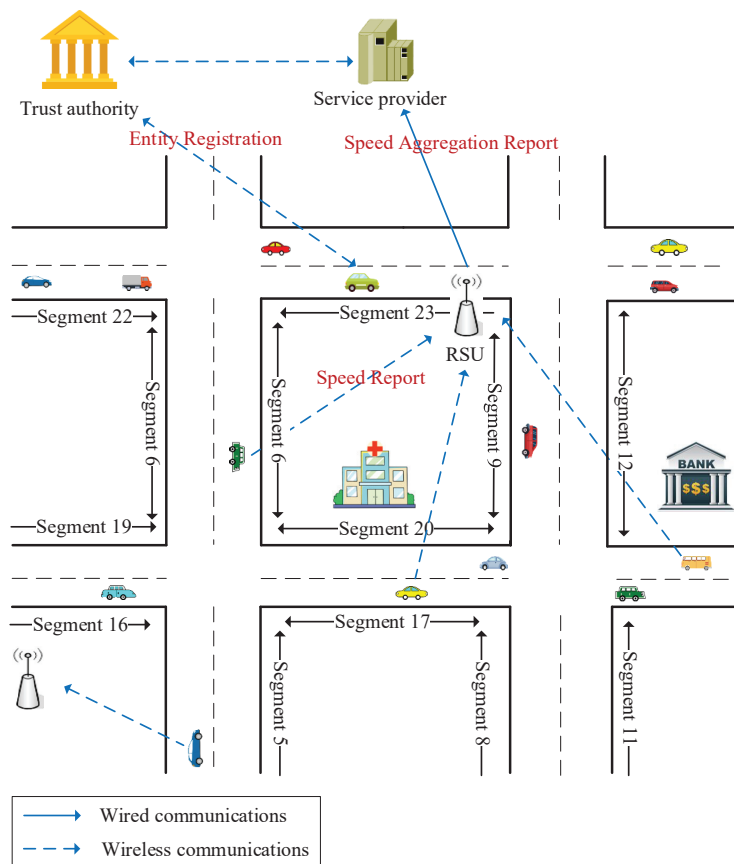 Trust authority
Service provider
Entity Registration
Speed Aggregation Report
Segment 22
Segment 23
RSU
Segment 6
Segment 6
Speed Report
Segment 9
Segment 12
BANK
$$$
Segment 19
Segment 20
Segment 16
Segment 17
Segment 5
Segment 8
Segment 11
Wired communications
Wireless communications